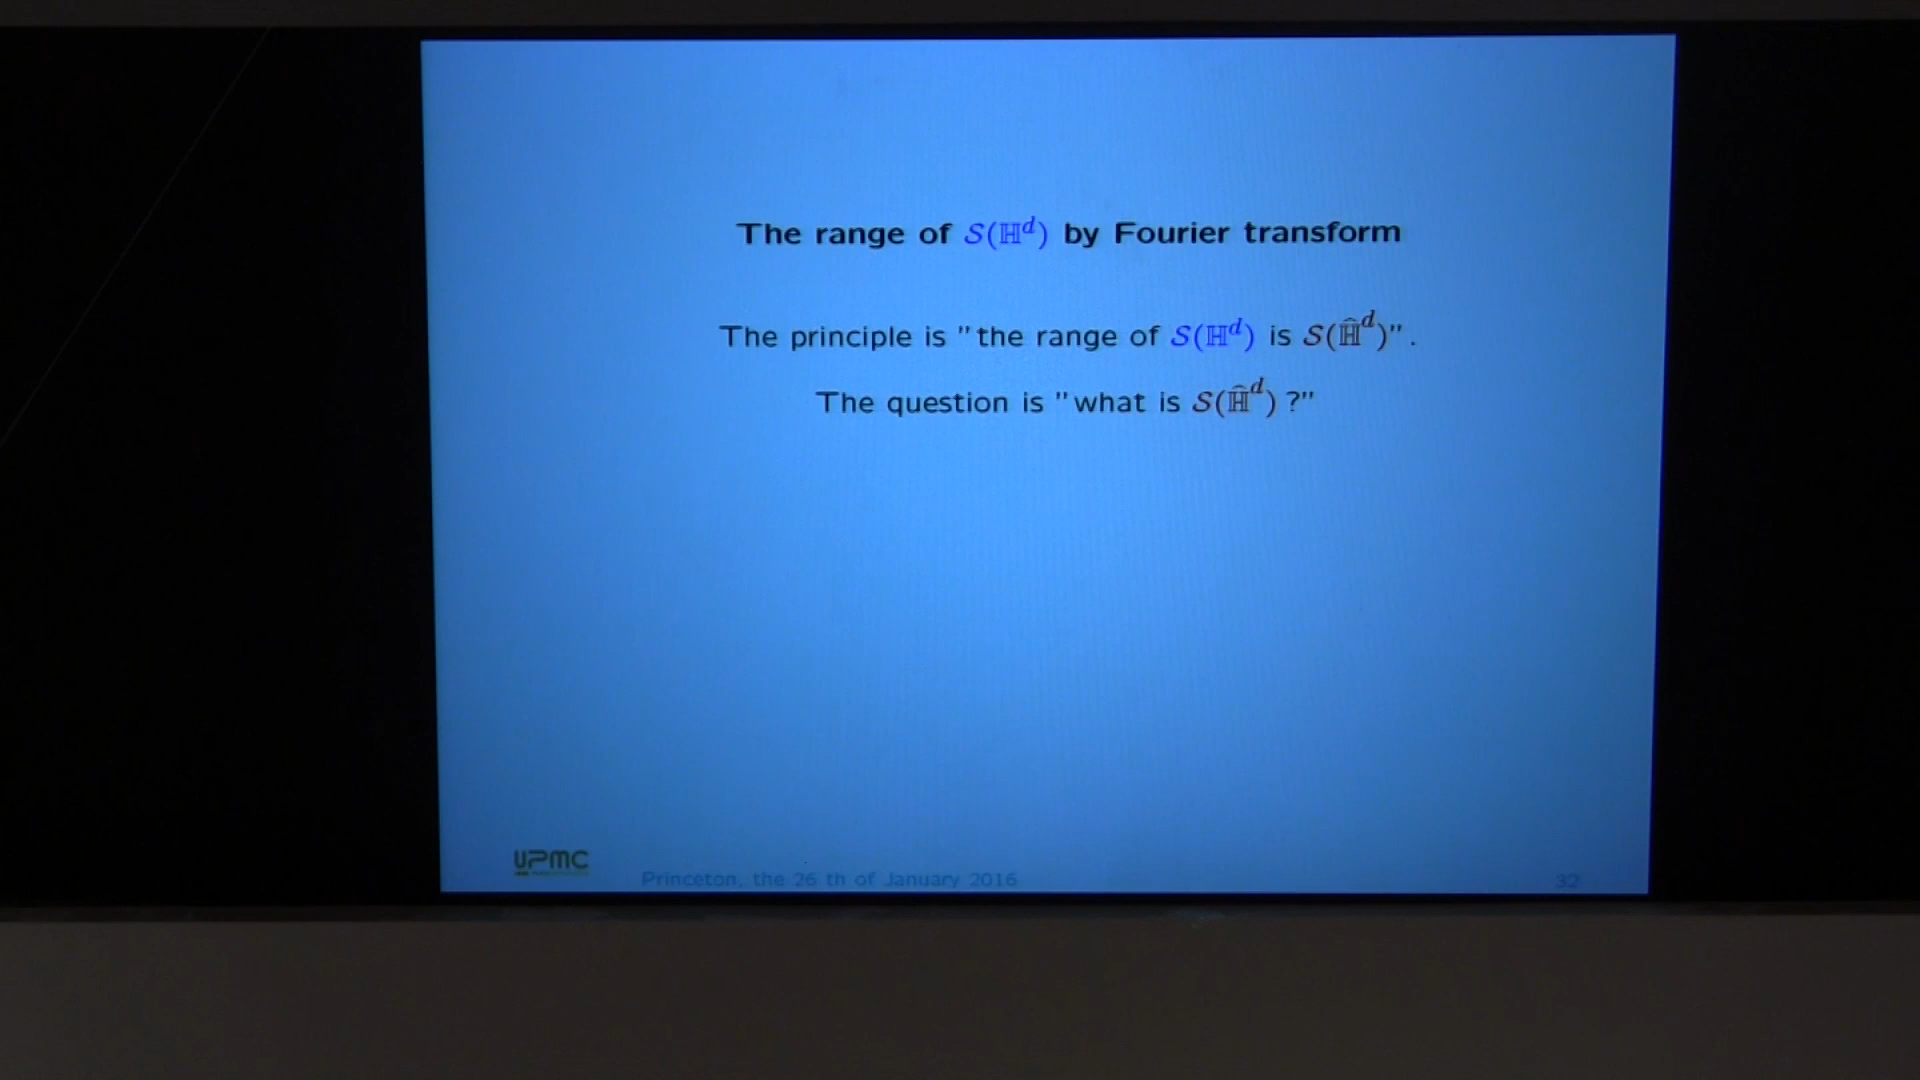 The range of 𝒮(ℍ^d) by Fourier transform
The principle is "the range of 𝒮(ℍ^d) is 𝒮(ℍ̂^d)".
The question is "what is 𝒮(ℍ̂^d) ?"
UPMC
Princeton, the 26 th of January 2016
32